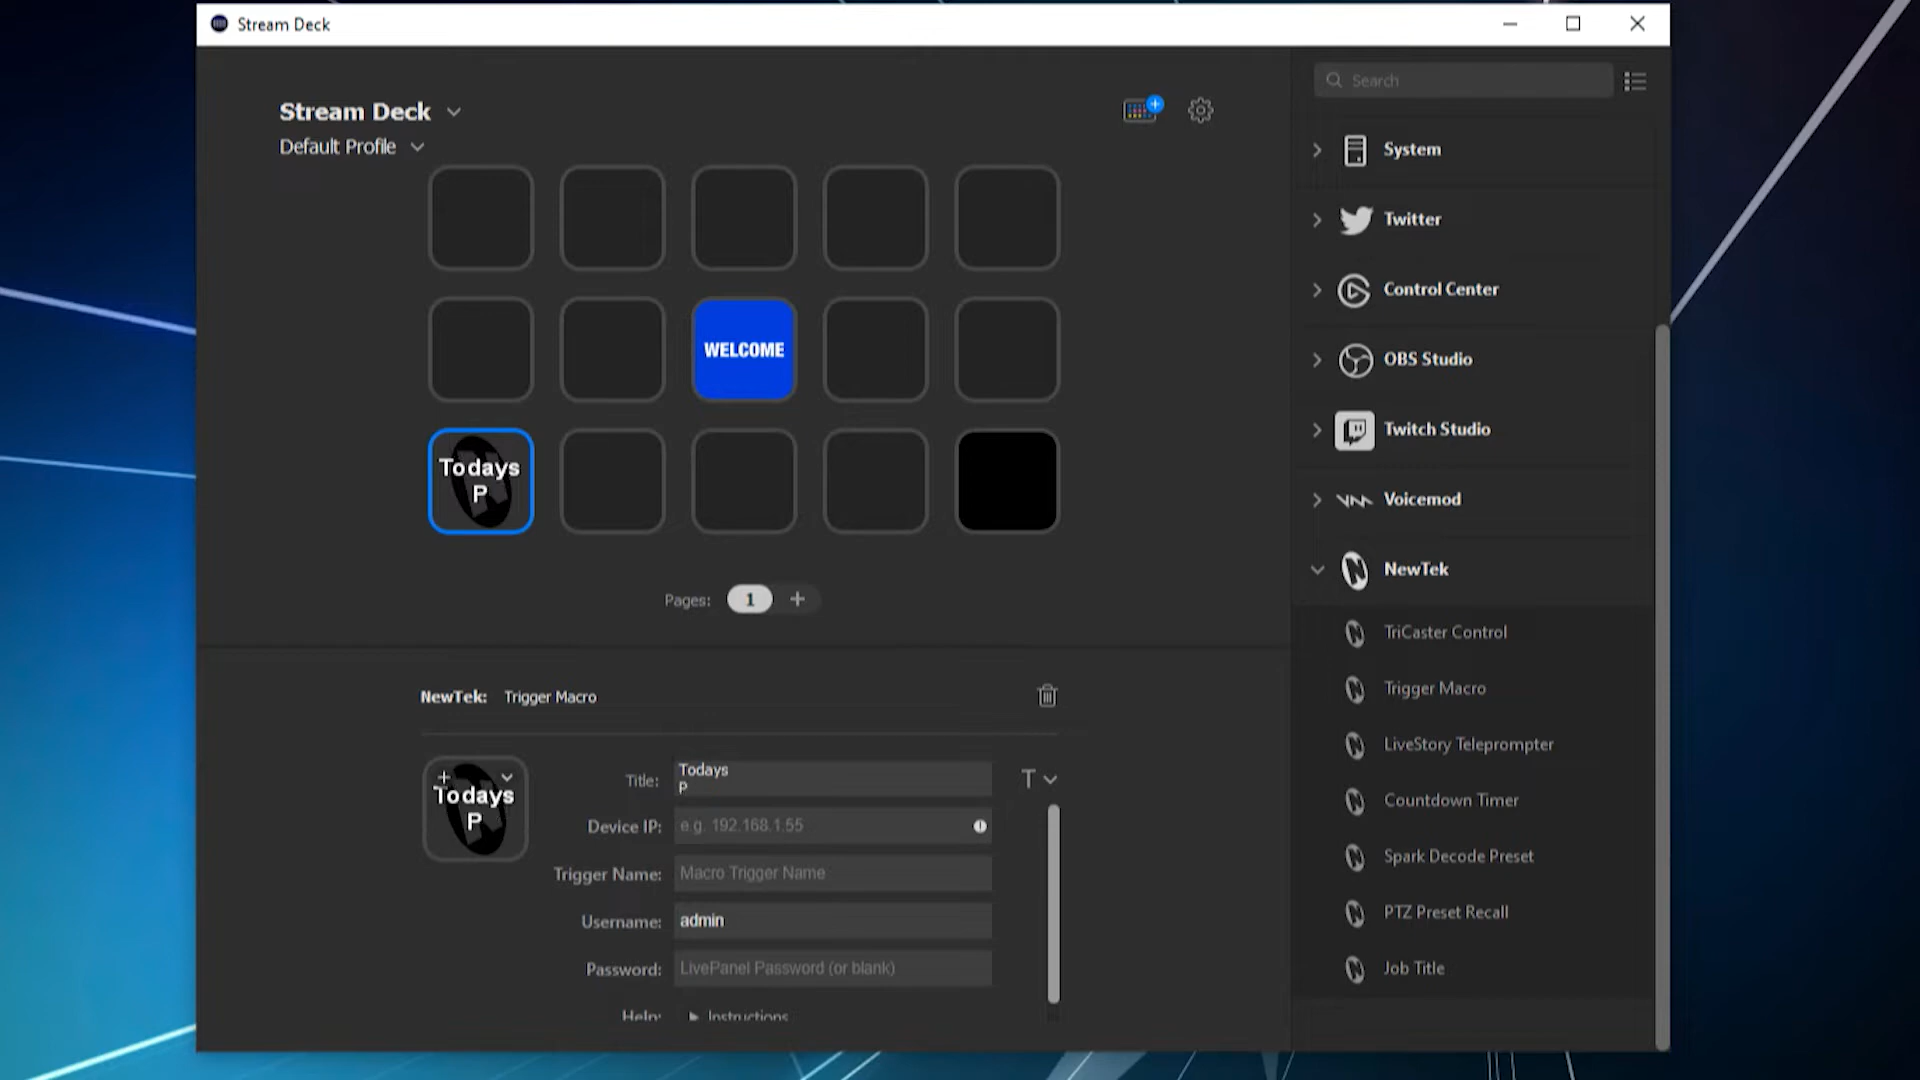 Stream Deck
Search
Stream Deck
Default Profile
System
Twitter
Control Center
WELCOME
OBS Studio
Twitch Studio
Todays
P
Voicemod
NewTek
Pages: 1 +
TriCaster Control
NewTek: Trigger Macro
Trigger Macro
LiveStory Teleprompter
Todays
P
Title: Todays
P
T
Device IP: e.g. 192.168.1.55
Countdown Timer
Trigger Name: Macro Trigger Name
Spark Decode Preset
Username: admin
PTZ Preset Recall
Password: LivePanel Password (or blank)
Job Title
Help: Instructions